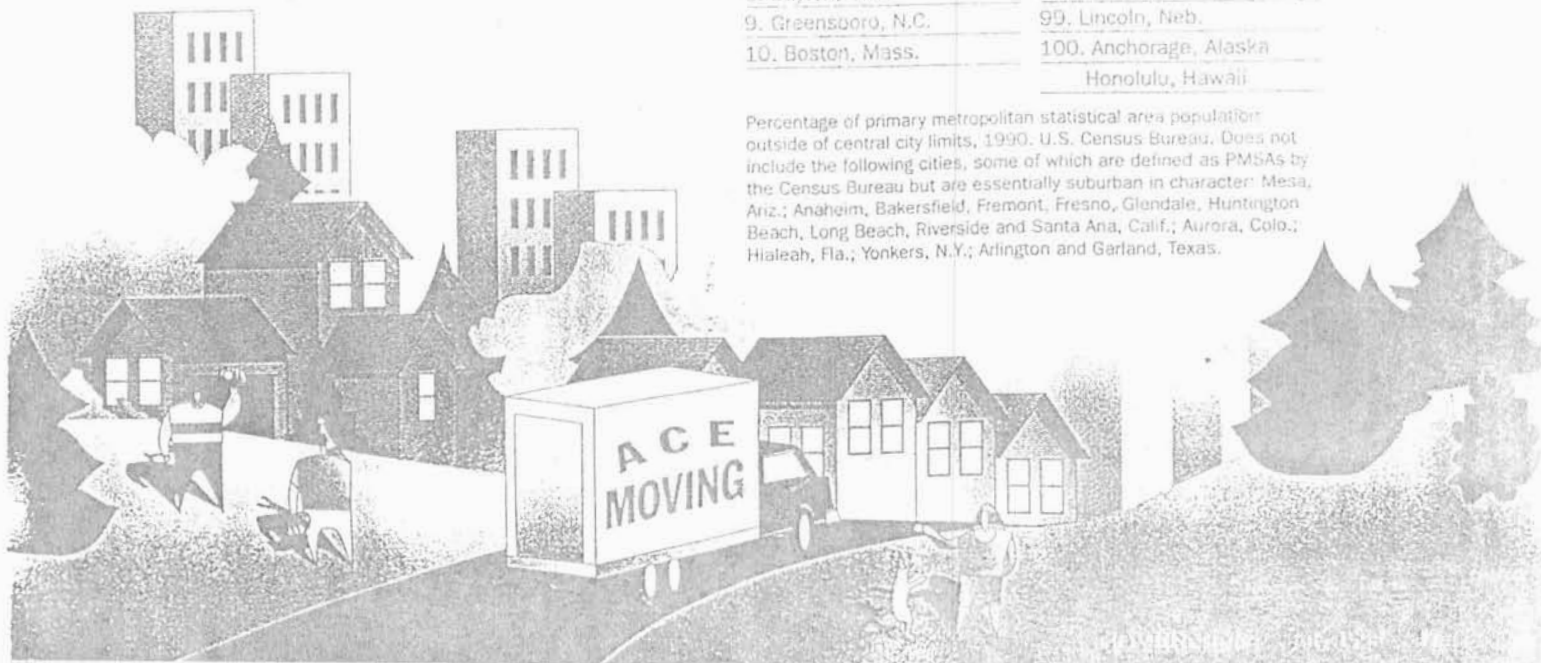 9. Greensboro, N.C.
10. Boston, Mass.
99. Lincoln, Neb.
100. Anchorage, Alaska
Honolulu, Hawaii
Percentage of primary metropolitan statistical area population
outside of central city limits, 1990. U.S. Census Bureau. Does not
include the following cities, some of which are defined as PMSAs by
the Census Bureau but are essentially suburban in character: Mesa,
Ariz.; Anaheim, Bakersfield, Fremont, Fresno, Glendale, Huntington
Beach, Long Beach, Riverside and Santa Ana, Calif.; Aurora, Colo.;
Hialeah, Fla.; Yonkers, N.Y.; Arlington and Garland, Texas.
ACE
MOVING